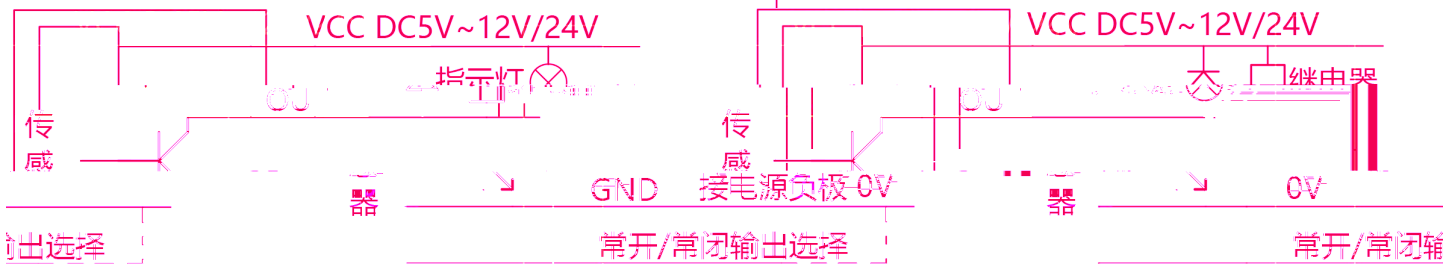 VCC DC5V~12V/24V
VCC DC5V~12V/24V
指示灯
继电器
OU
OU
传
感
传
感
器
GND
接电源负极 0V
器
0V
出选择
常开/常闭输出选择
常开/常闭输